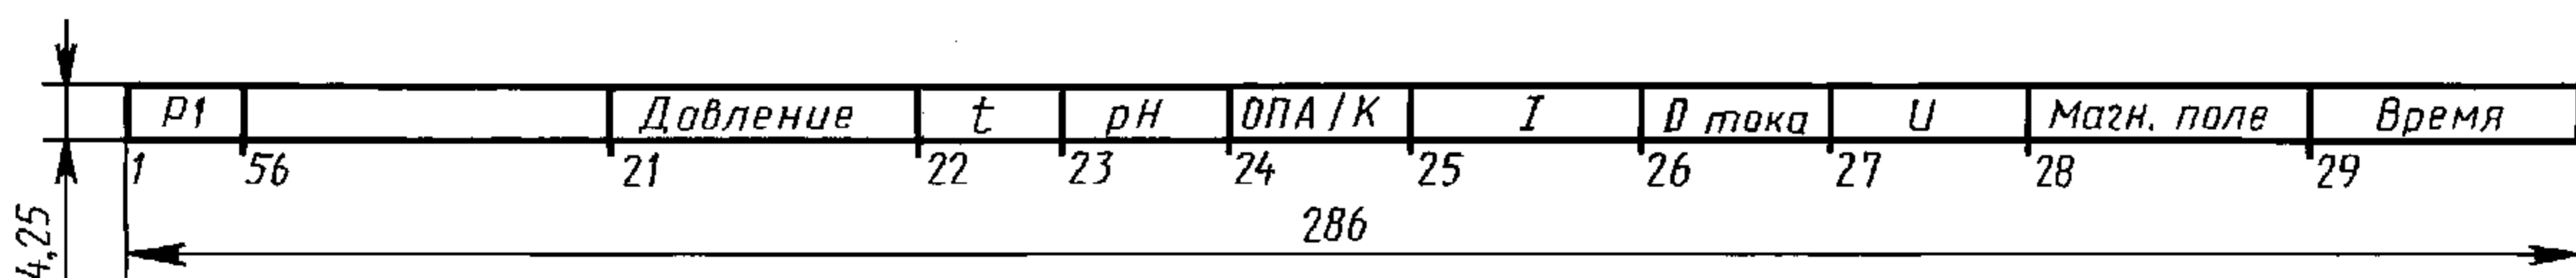 Р1 Давление t pH ОПА/К I D тока U Магн. поле Время
1 56 21 22 23 24 25 26 27 28 29
286
4,25